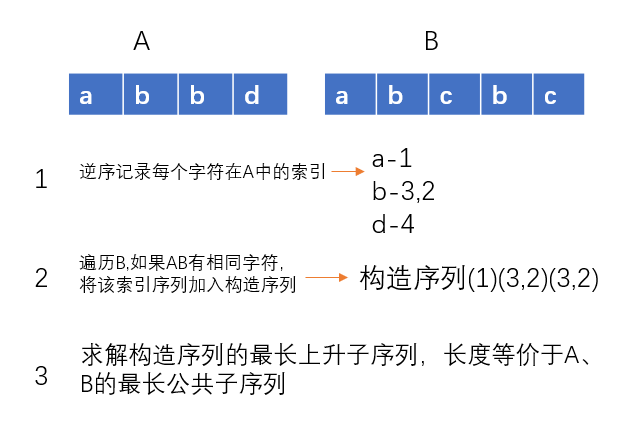 A B
a b b d a b c b c
1 逆序记录每个字符在A中的索引 a-1
b-3,2
d-4
2 遍历B,如果AB有相同字符,
将该索引序列加入构造序列 构造序列(1)(3,2)(3,2)
3 求解构造序列的最长上升子序列，长度等价于A、
B的最长公共子序列